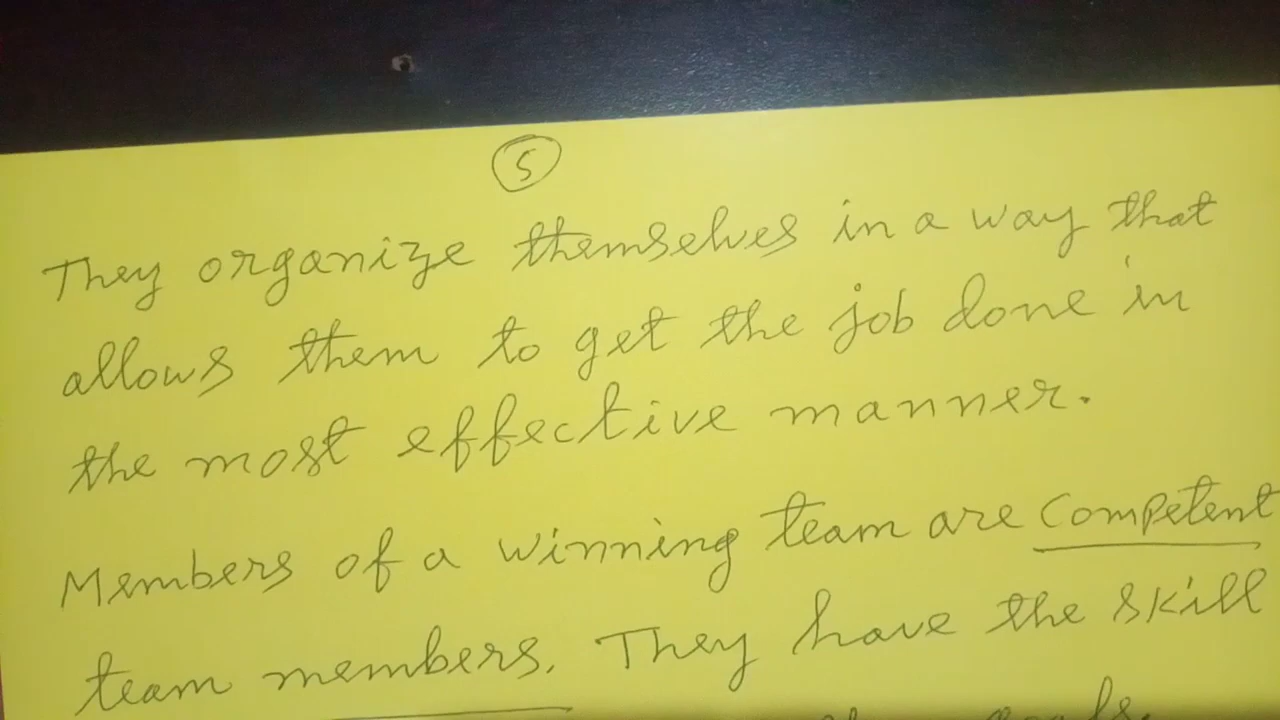 5
They organize themselves in a way that
allows them to get the job done in
the most effective manner.
Members of a winning team are competent
team members. They have the skill
goals.